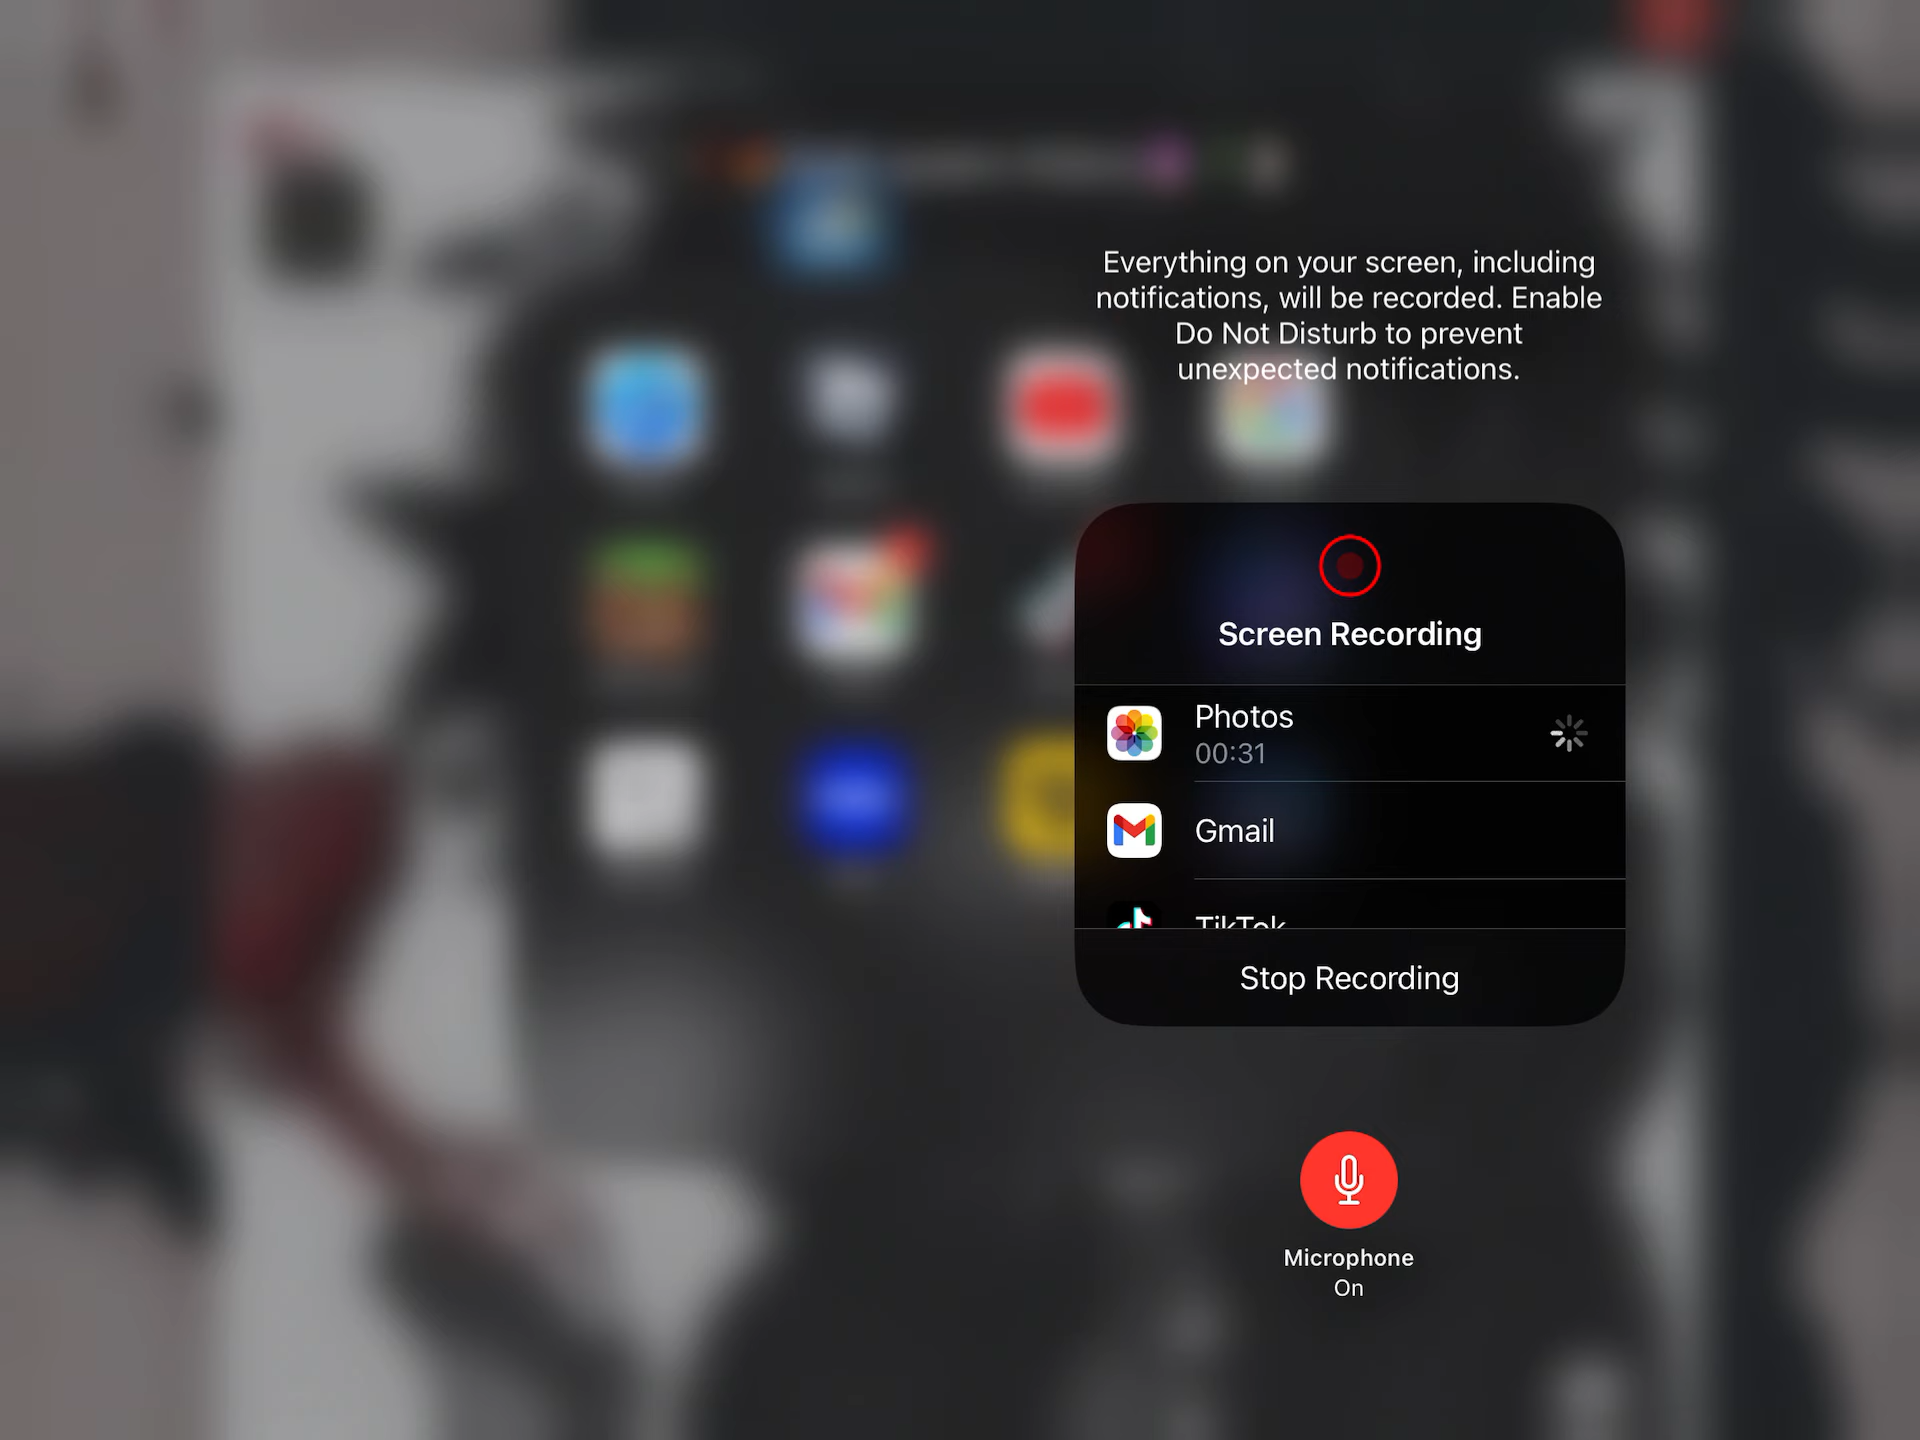 Everything on your screen, including
notifications, will be recorded. Enable
Do Not Disturb to prevent
unexpected notifications.
Screen Recording
Photos
00:31
Gmail
TikTok
Stop Recording
Microphone
On